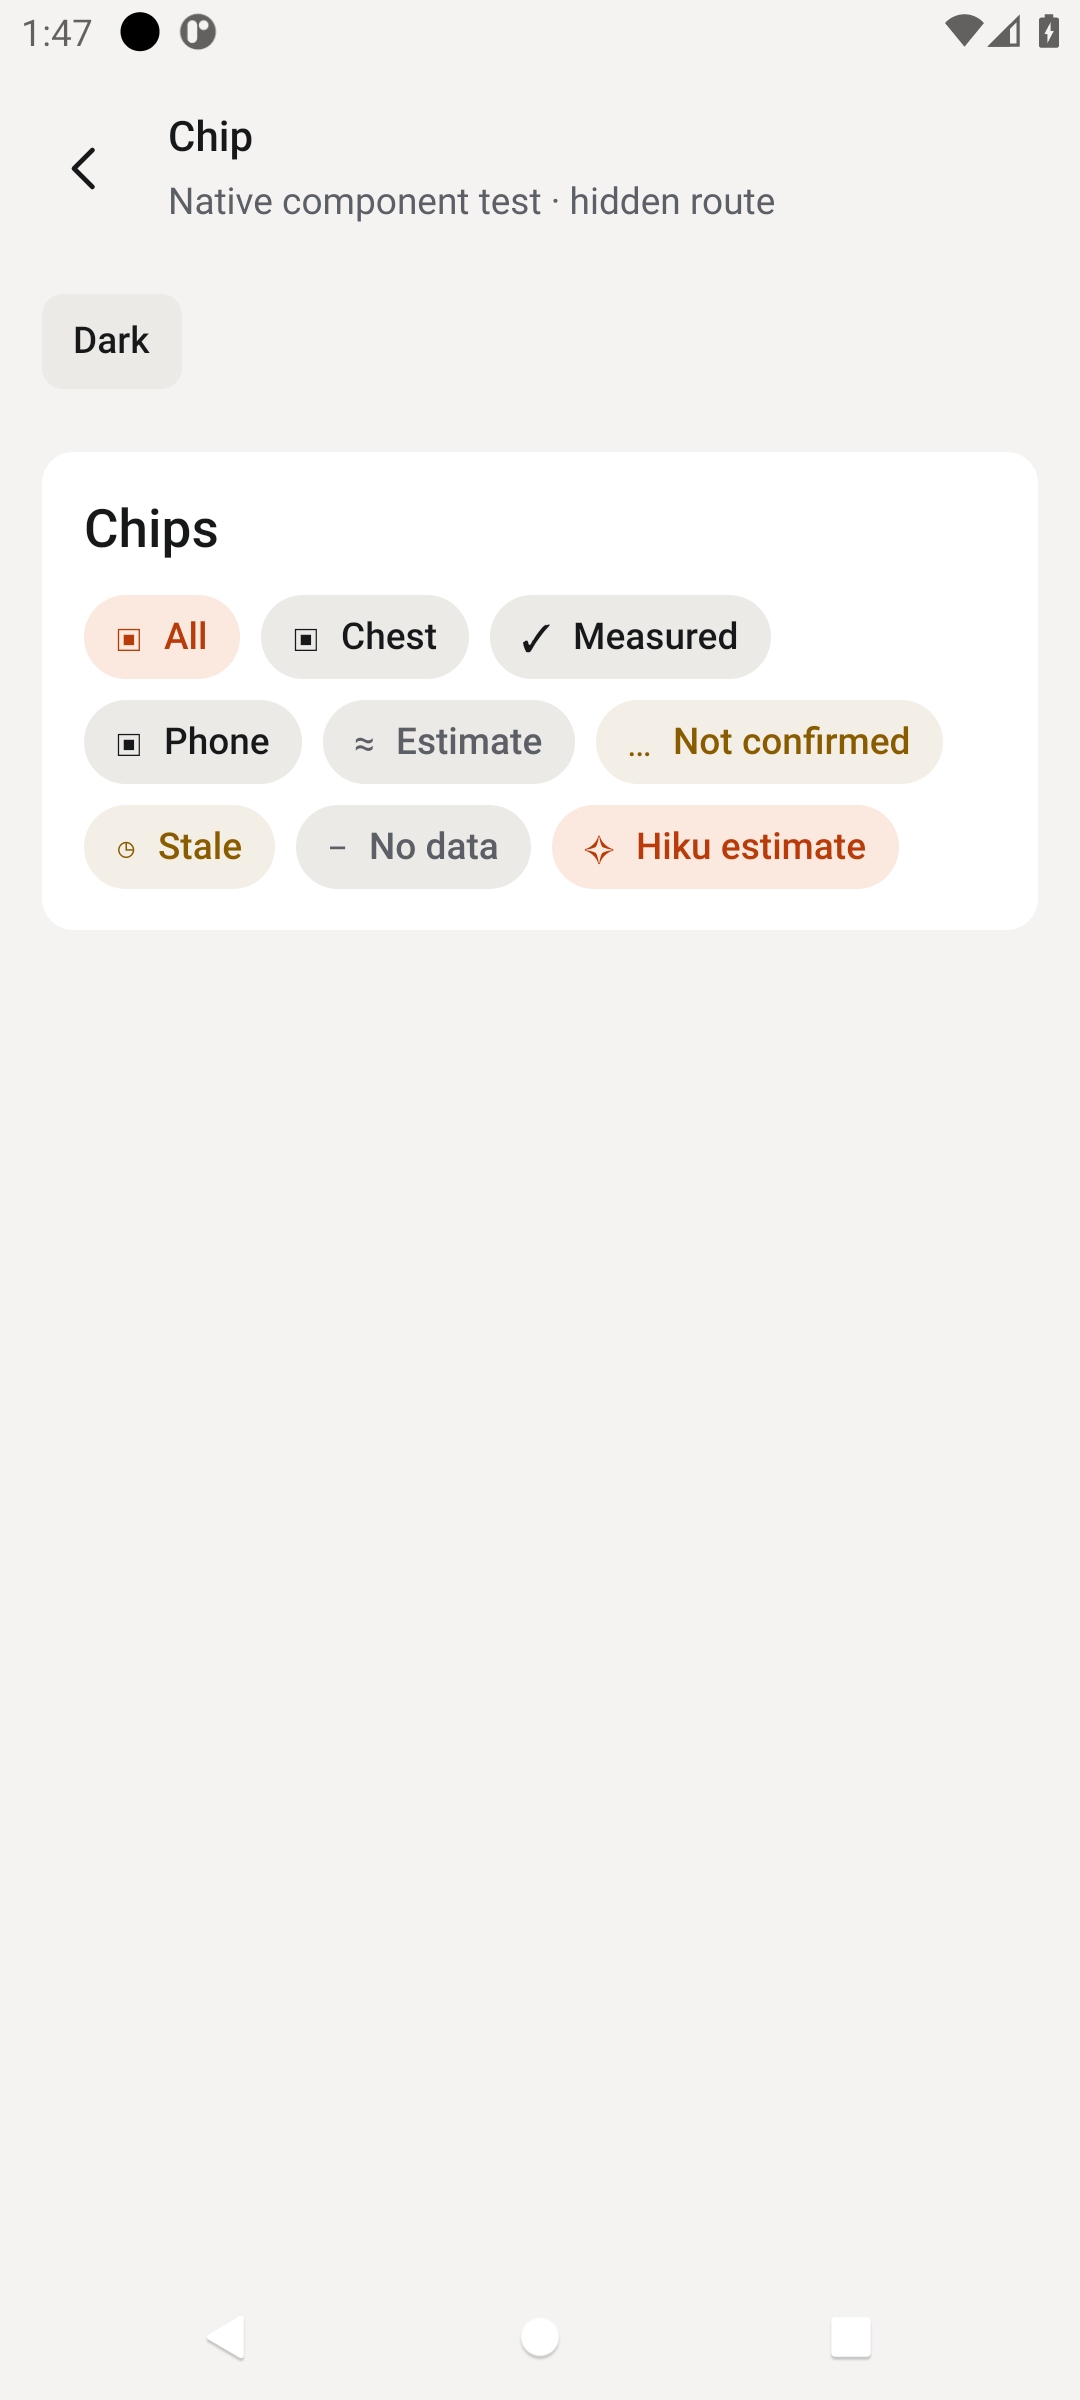 1:47
Chip
Native component test · hidden route
Dark
Chips
▣ All ▣ Chest ✓ Measured
▣ Phone ≈ Estimate … Not confirmed
◷ Stale – No data ✧ Hiku estimate